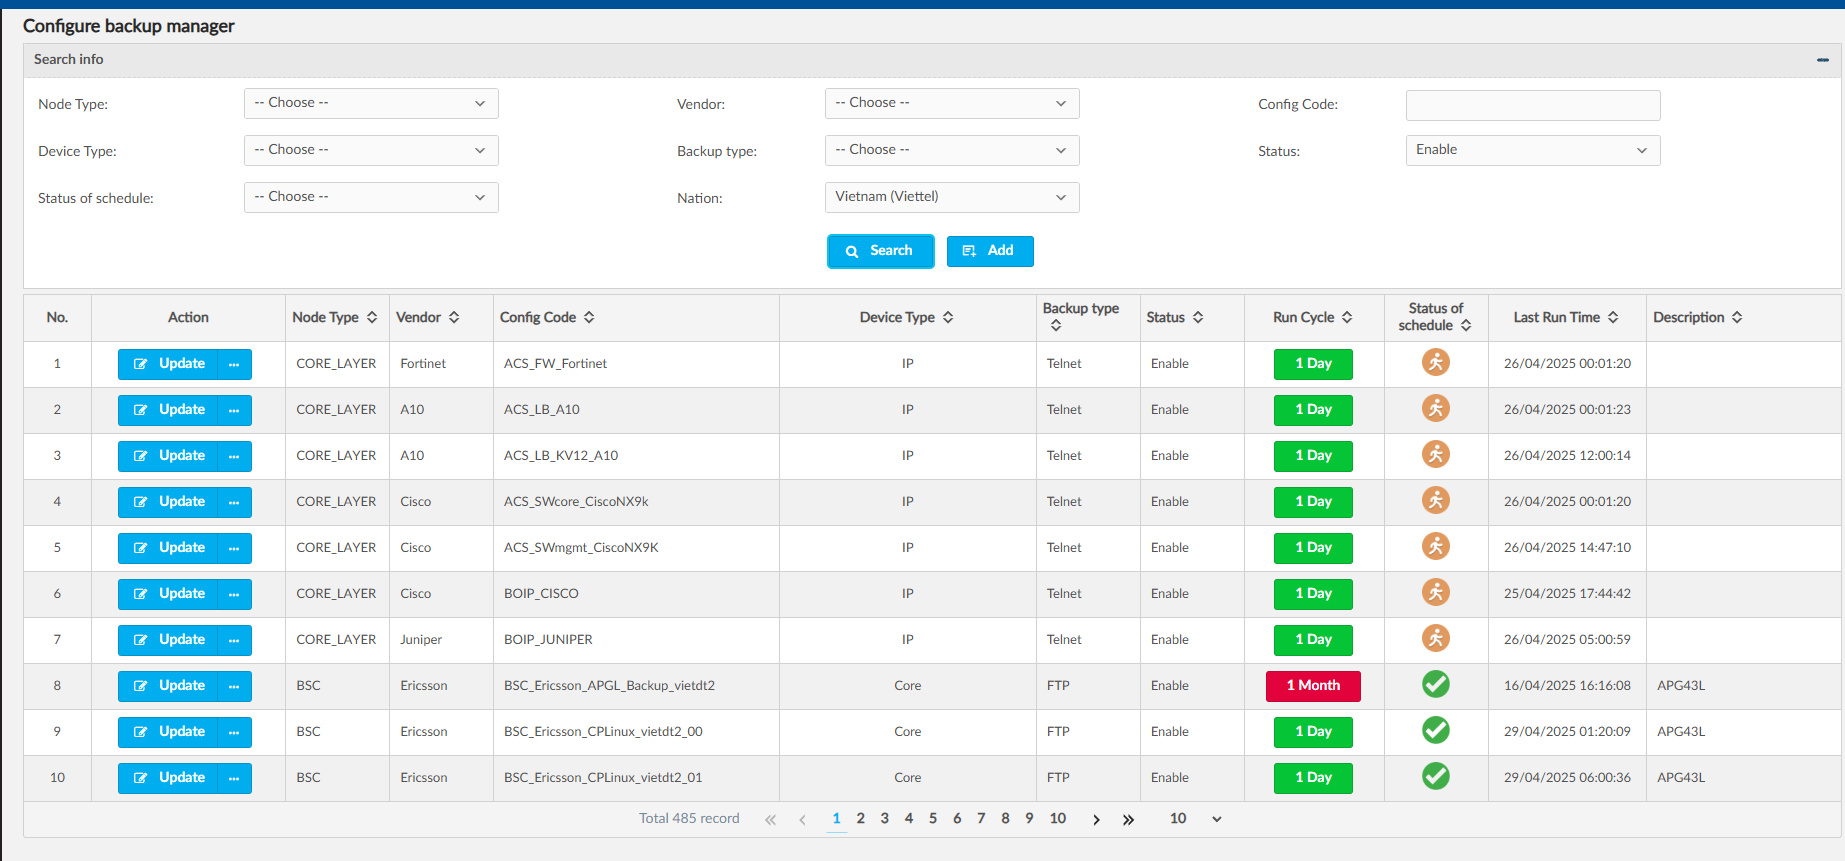 Configure backup manager
Search info
Node Type: -- Choose -- Vendor: -- Choose -- Config Code:
Device Type: -- Choose -- Backup type: -- Choose -- Status: Enable
Status of schedule: -- Choose -- Nation: Vietnam (Viettel)
Search Add
No. Action Node Type Vendor Config Code Device Type Backup type Status Run Cycle Status of schedule Last Run Time Description
1 Update ... CORE_LAYER Fortinet ACS_FW_Fortinet IP Telnet Enable 1 Day 26/04/2025 00:01:20
2 Update ... CORE_LAYER A10 ACS_LB_A10 IP Telnet Enable 1 Day 26/04/2025 00:01:23
3 Update ... CORE_LAYER A10 ACS_LB_KV12_A10 IP Telnet Enable 1 Day 26/04/2025 12:00:14
4 Update ... CORE_LAYER Cisco ACS_SWcore_CiscoNX9k IP Telnet Enable 1 Day 26/04/2025 00:01:20
5 Update ... CORE_LAYER Cisco ACS_SWmgmt_CiscoNX9K IP Telnet Enable 1 Day 26/04/2025 14:47:10
6 Update ... CORE_LAYER Cisco BOIP_CISCO IP Telnet Enable 1 Day 25/04/2025 17:44:42
7 Update ... CORE_LAYER Juniper BOIP_JUNIPER IP Telnet Enable 1 Day 26/04/2025 05:00:59
8 Update ... BSC Ericsson BSC_Ericsson_APGL_Backup_vietdt2 Core FTP Enable 1 Month 16/04/2025 16:16:08 APG43L
9 Update ... BSC Ericsson BSC_Ericsson_CPLinux_vietdt2_00 Core FTP Enable 1 Day 29/04/2025 01:20:09 APG43L
10 Update ... BSC Ericsson BSC_Ericsson_CPLinux_vietdt2_01 Core FTP Enable 1 Day 29/04/2025 06:00:36 APG43L
Total 485 record « ‹ 1 2 3 4 5 6 7 8 9 10 › » 10